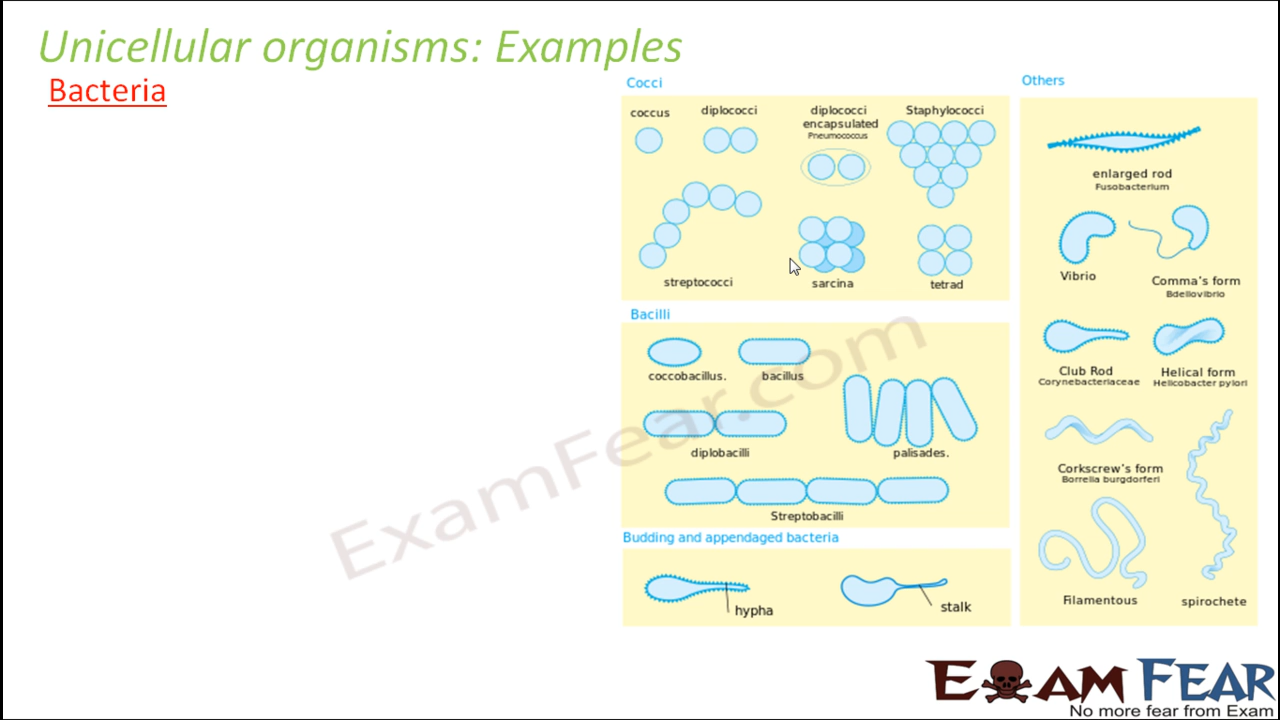 Unicellular organisms: Examples
Bacteria
Cocci
coccus
diplococci
diplococci
encapsulated
Pneumococcus
Staphylococci
streptococci
sarcina
tetrad
Bacilli
coccobacillus.
bacillus
diplobacilli
palisades.
Streptobacilli
Budding and appendaged bacteria
hypha
stalk
Others
enlarged rod
Fusobacterium
Vibrio
Comma's form
Bdellovibrio
Club Rod
Corynebacteriaceae
Helical form
Helicobacter pylori
Corkscrew's form
Borrelia burgdorferi
Filamentous
spirochete
ExamFear.com
EXAM FEAR
No more fear from Exam